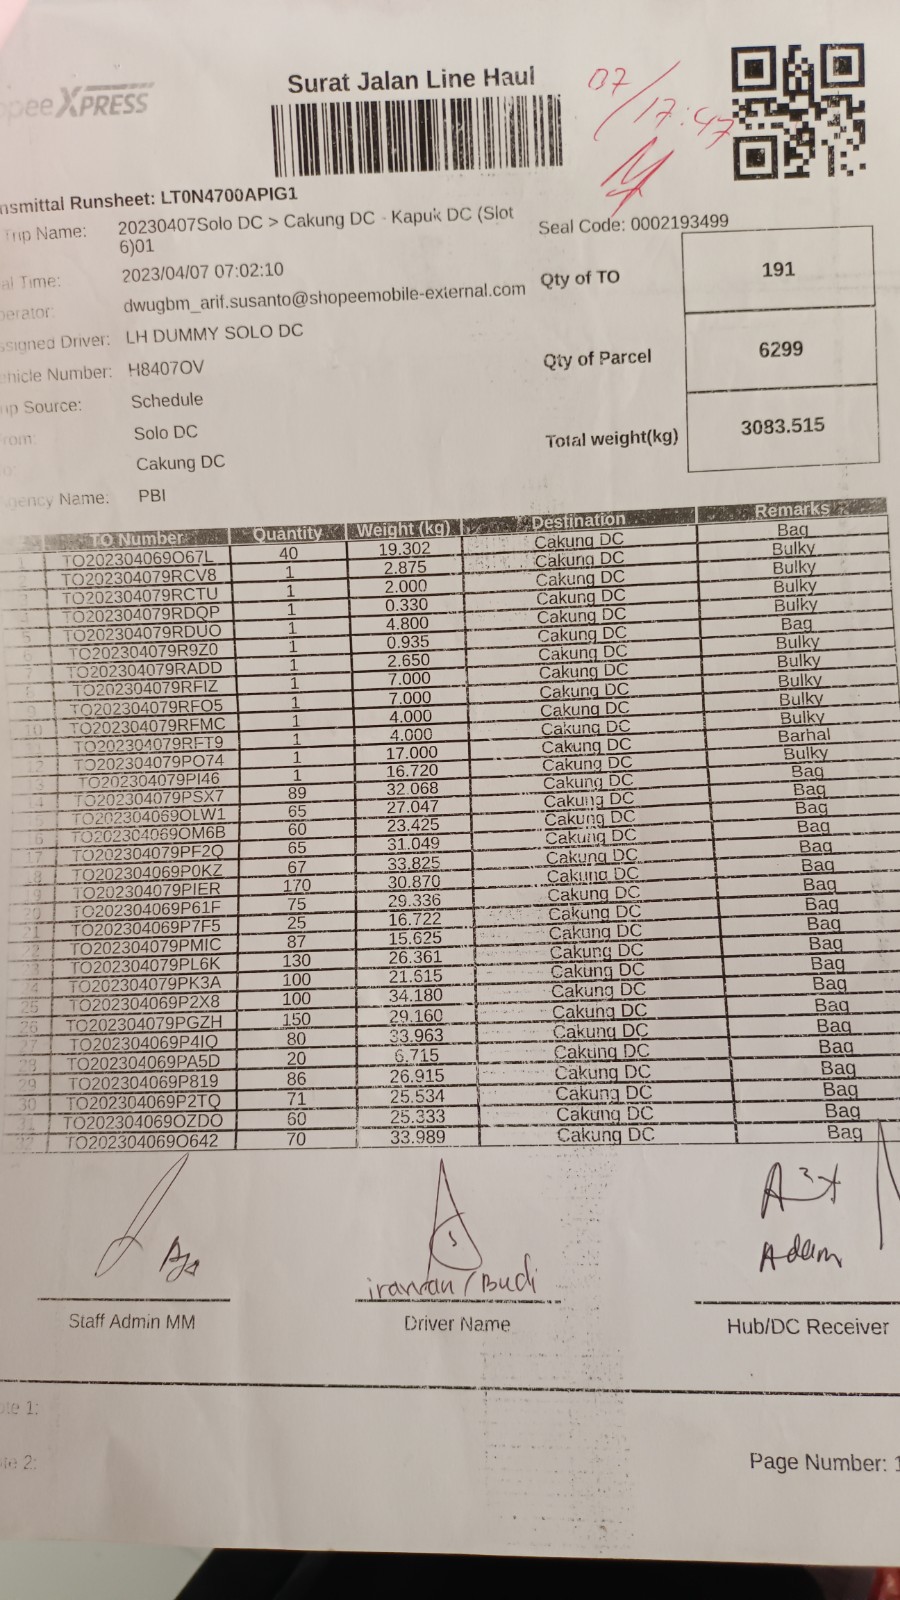 opee XPRESS
Surat Jalan Line Haul
07/17:47
nsmittal Runsheet: LT0N4700APIG1
Trip Name: 20230407Solo DC > Cakung DC - Kapuk DC (Slot 6)01
Seal Code: 0002193499
al Time: 2023/04/07 07:02:10
Qty of TO 191
perator: dwugbm_arif.susanto@shopeemobile-external.com
ssigned Driver: LH DUMMY SOLO DC
Qty of Parcel 6299
ehicle Number: H8407OV
rip Source: Schedule
Total weight(kg) 3083.515
rom: Solo DC
o: Cakung DC
gency Name: PBI
TO Number Quantity Weight (kg) Destination Remarks
1 TO202304069O67L 40 19.302 Cakung DC Bag
2 TO202304079RCV8 1 2.875 Cakung DC Bulky
3 TO202304079RCTU 1 2.000 Cakung DC Bulky
4 TO202304079RDQP 1 0.330 Cakung DC Bulky
5 TO202304079RDUO 1 4.800 Cakung DC Bulky
6 TO202304079R9Z0 1 0.935 Cakung DC Bag
7 TO202304079RADD 1 2.650 Cakung DC Bulky
8 TO202304079RFIZ 1 7.000 Cakung DC Bulky
9 TO202304079RFO5 1 7.000 Cakung DC Bulky
10 TO202304079RFMC 1 4.000 Cakung DC Bulky
11 TO202304079RFT9 1 4.000 Cakung DC Bulky
12 TO202304079PO74 1 17.000 Cakung DC Barhal
13 TO202304079PI46 1 16.720 Cakung DC Bulky
14 TO202304079PSX7 89 32.068 Cakung DC Bag
15 TO202304069OLW1 65 27.047 Cakung DC Bag
16 TO202304069OM6B 60 23.425 Cakung DC Bag
17 TO202304079PF2Q 65 31.049 Cakung DC Bag
18 TO202304069P0KZ 67 33.825 Cakung DC Bag
19 TO202304079PIER 170 30.870 Cakung DC Bag
20 TO202304069P61F 75 29.336 Cakung DC Bag
21 TO202304069P7F5 25 16.722 Cakung DC Bag
22 TO202304079PMIC 87 15.625 Cakung DC Bag
23 TO202304079PL6K 130 26.361 Cakung DC Bag
24 TO202304079PK3A 100 21.515 Cakung DC Bag
25 TO202304069P2X8 100 34.180 Cakung DC Bag
26 TO202304079PGZH 150 29.160 Cakung DC Bag
27 TO202304069P4IQ 80 33.963 Cakung DC Bag
28 TO202304069PA5D 20 6.715 Cakung DC Bag
29 TO202304069P819 86 26.915 Cakung DC Bag
30 TO202304069P2TQ 71 25.534 Cakung DC Bag
31 TO202304069OZDO 60 25.333 Cakung DC Bag
32 TO202304069O642 70 33.989 Cakung DC Bag
Adam
/ Budi
Staff Admin MM
Driver Name
Hub/DC Receiver
ote 1:
ote 2:
Page Number: 1